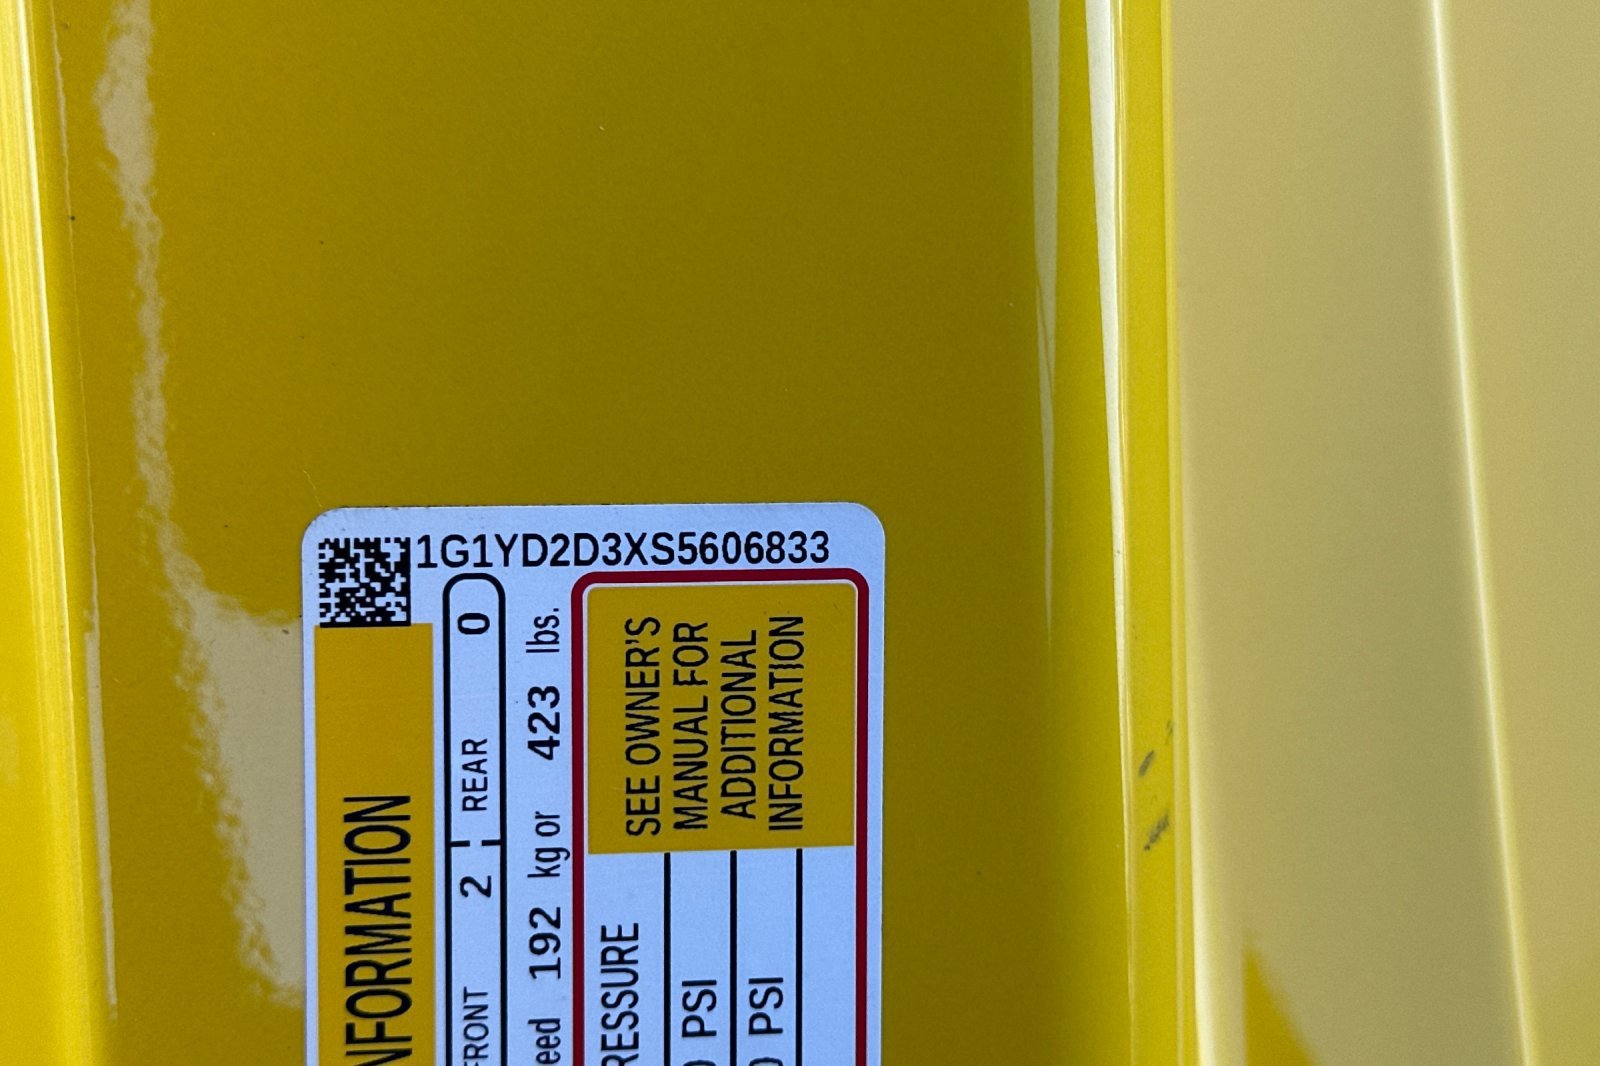 1G1YD2D3XS5606833
NFORMATION
FRONT 2 REAR 0
eed 192 kg or 423 lbs.
RESSURE
SEE OWNER'S
MANUAL FOR
ADDITIONAL
INFORMATION
PSI
PSI